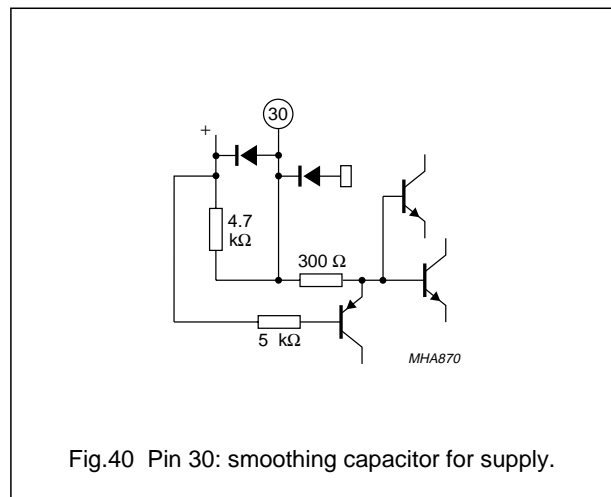 30
+
4.7
kΩ
300 Ω
5 kΩ
MHA870
Fig.40 Pin 30: smoothing capacitor for supply.